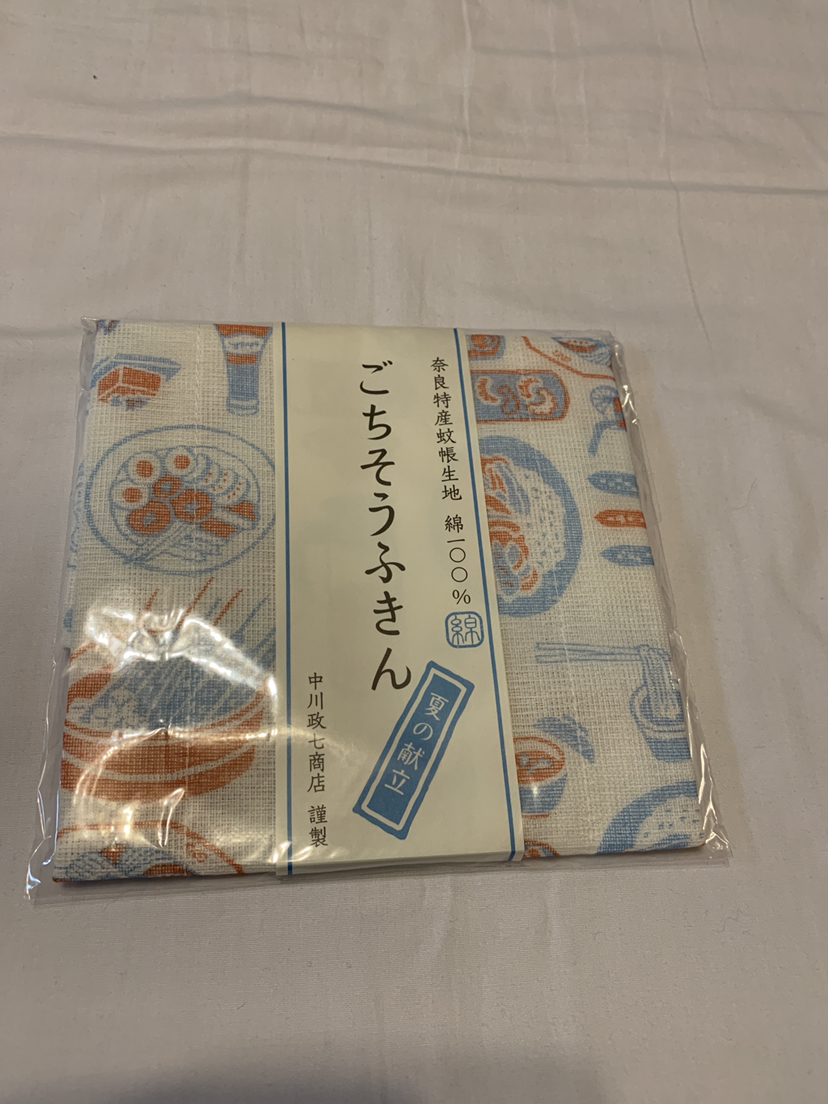 奈良特産蚊帳生地 綿一〇〇%
綿
ごちそうふきん
夏の献立
中川政七商店 謹製